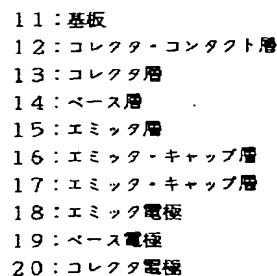 11:基板
12:コレクタ・コンタクト層
13:コレクタ層
14:ベース層
15:エミッタ層
16:エミッタ・キャップ層
17:エミッタ・キャップ層
18:エミッタ電極
19:ベース電極
20:コレクタ電極